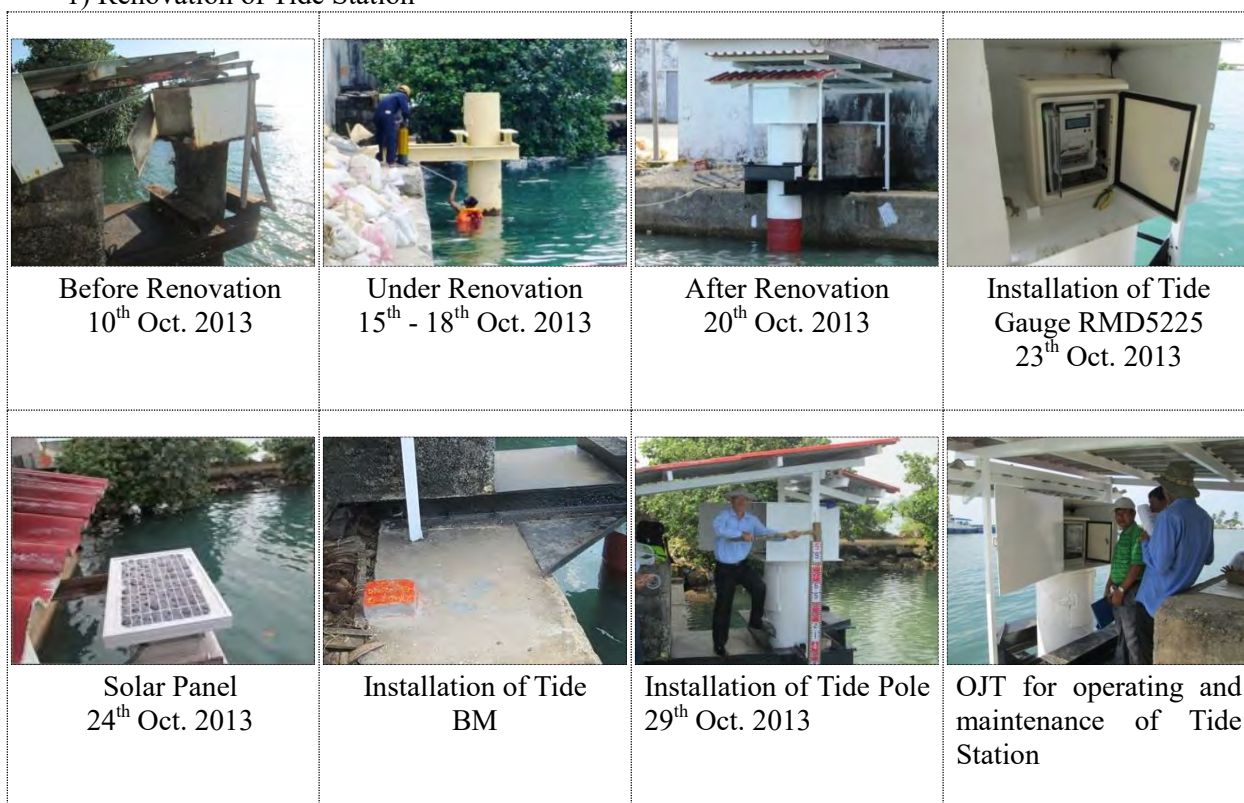 1) Renovation of Tide Station
Before Renovation
10th Oct. 2013
Under Renovation
15th - 18th Oct. 2013
After Renovation
20th Oct. 2013
Installation of Tide
Gauge RMD5225
23th Oct. 2013
Solar Panel
24th Oct. 2013
Installation of Tide
BM
Installation of Tide Pole
29th Oct. 2013
OJT for operating and
maintenance of Tide
Station